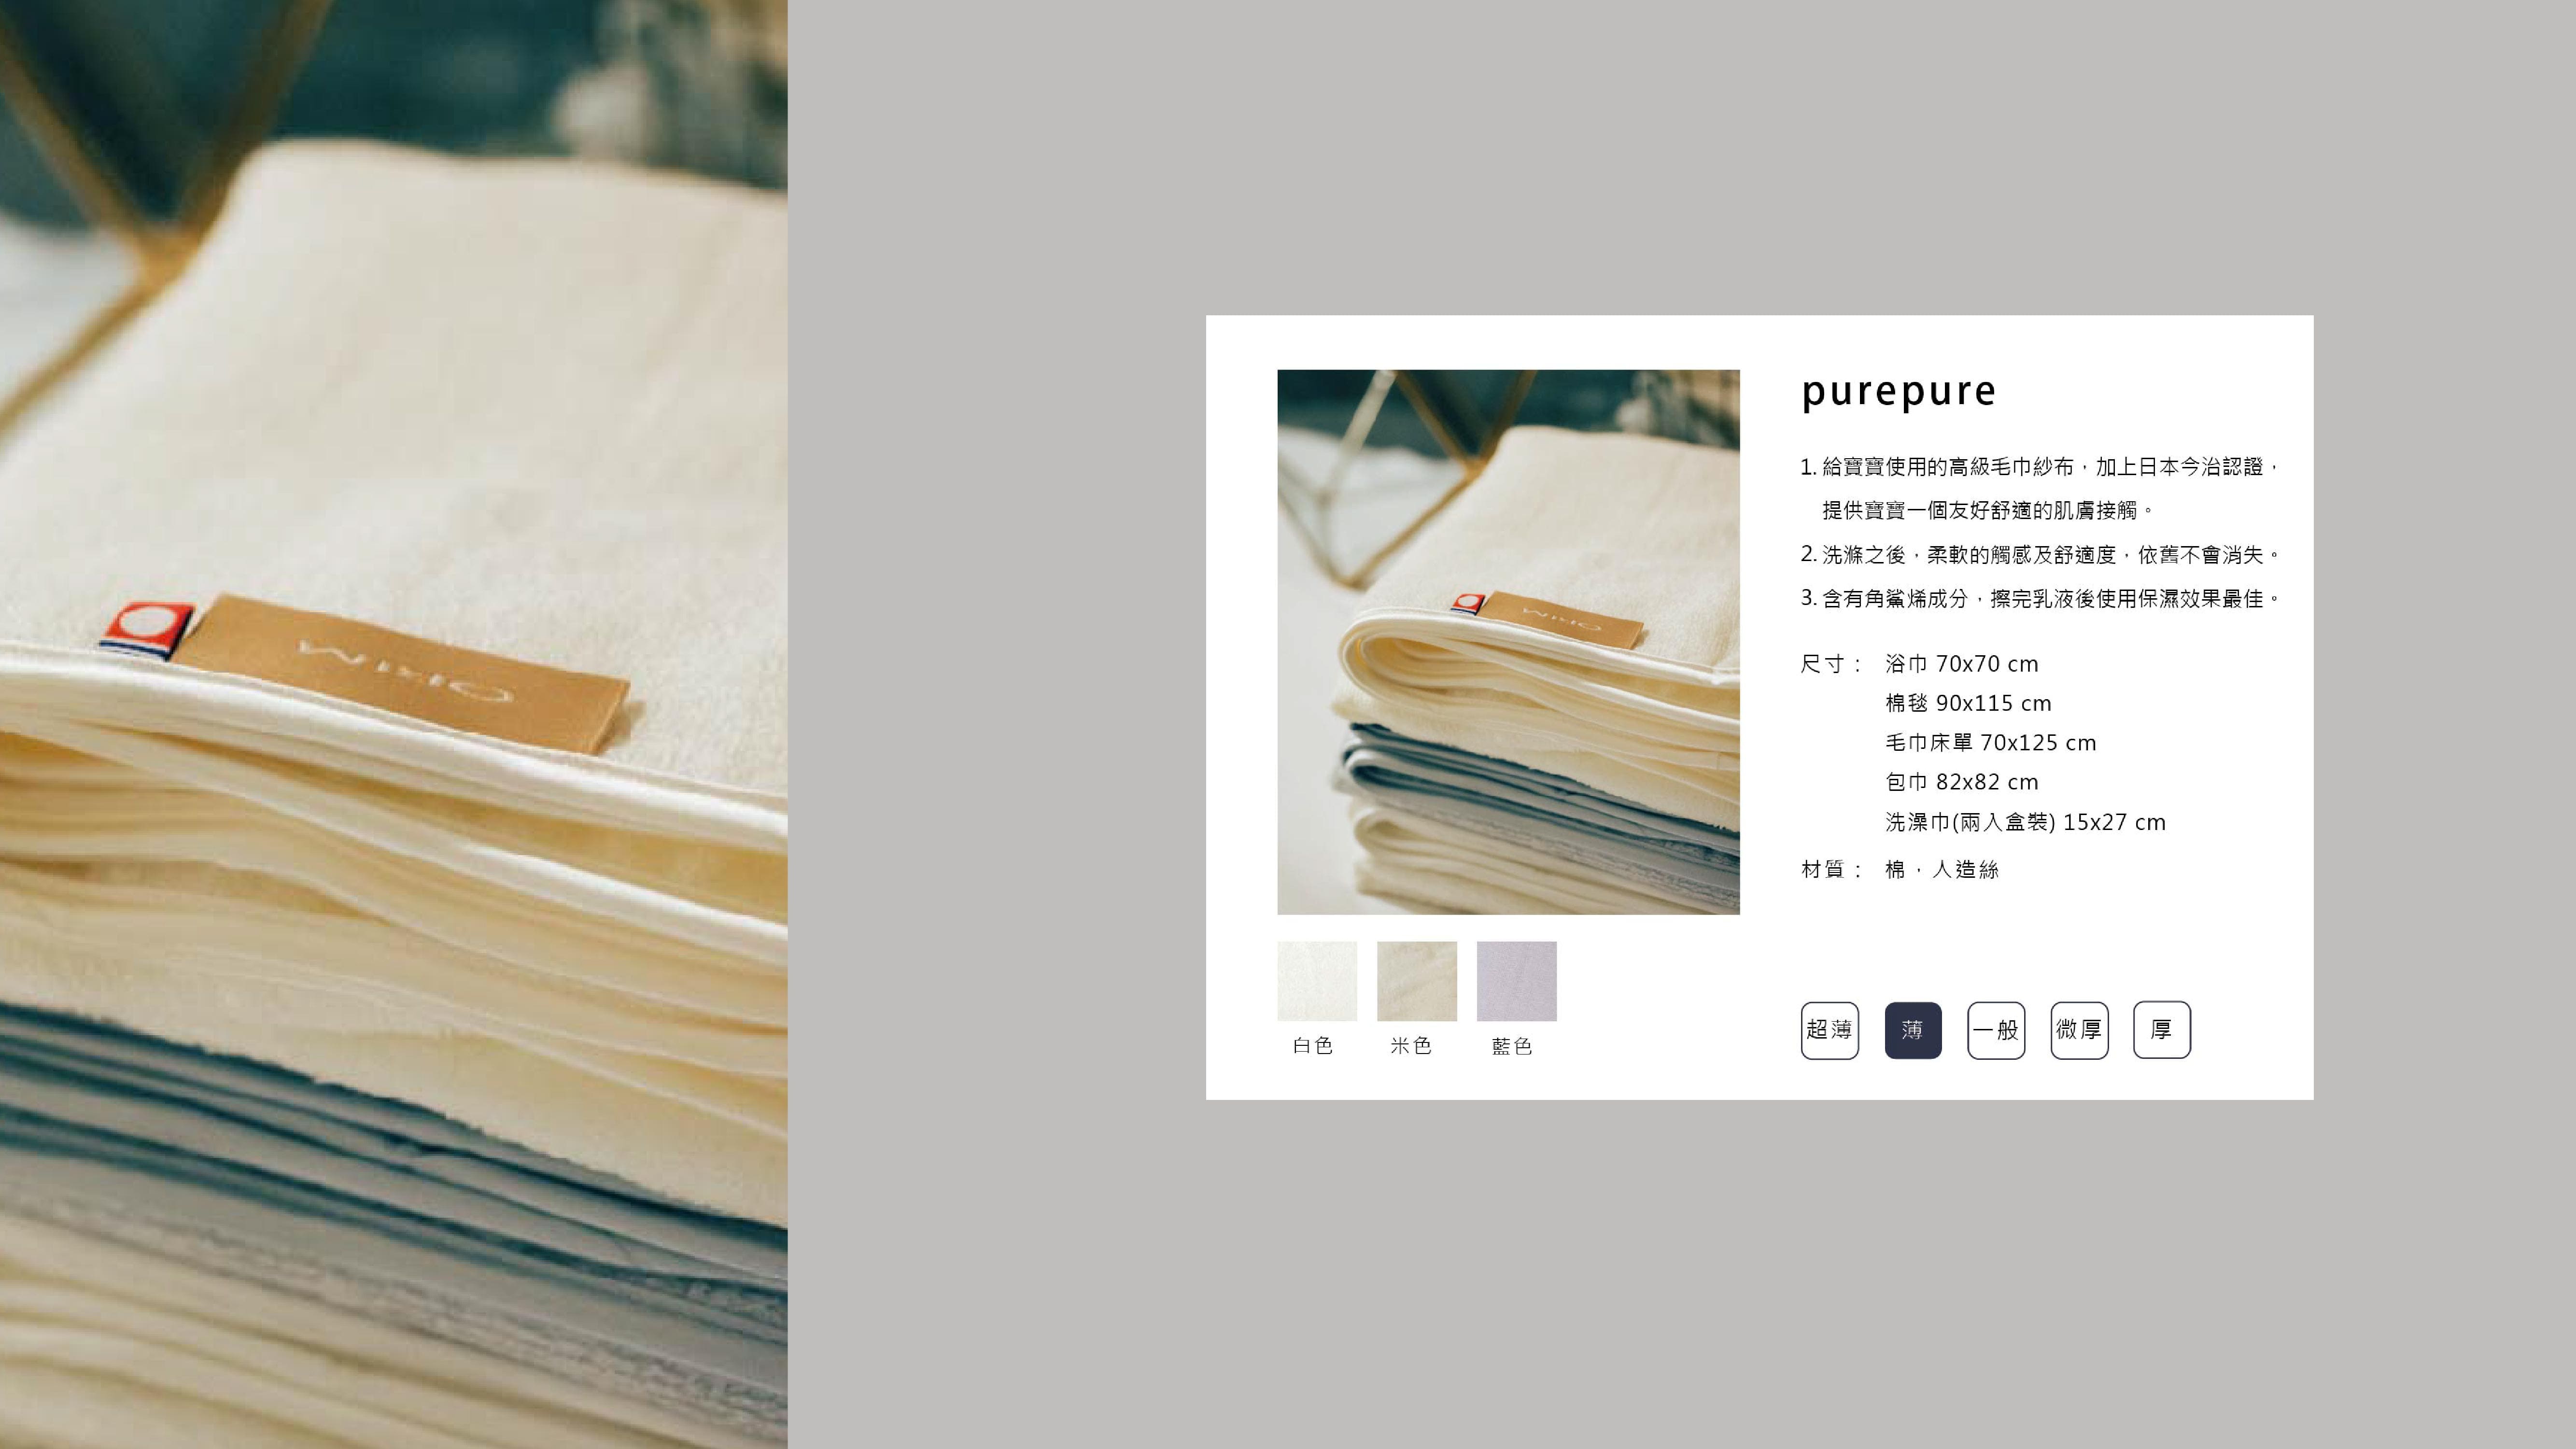 ORIM
purepure
1. 給寶寶使用的高級毛巾紗布，加上日本今治認證，
提供寶寶一個友好舒適的肌膚接觸。
2. 洗滌之後，柔軟的觸感及舒適度，依舊不會消失。
3. 含有角鯊烯成分，擦完乳液後使用保濕效果最佳。
尺寸： 浴巾 70x70 cm
棉毯 90x115 cm
毛巾床單 70x125 cm
包巾 82x82 cm
洗澡巾(兩入盒裝) 15x27 cm
材質： 棉，人造絲
ORIM
白色 米色 藍色
超薄 薄 一般 微厚 厚